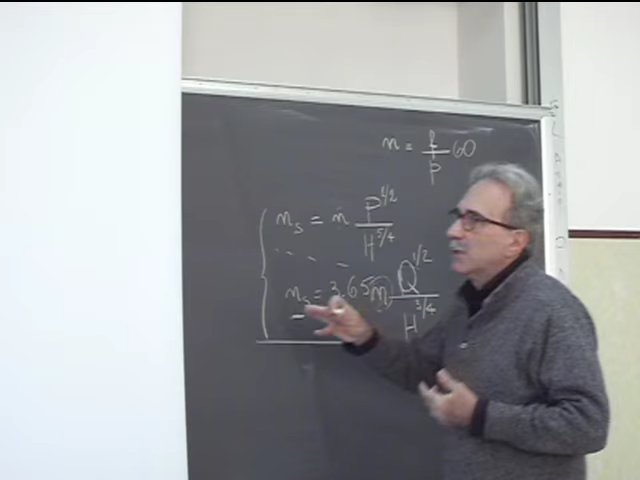 n = f/p 60
n_s = n P^1/2 / H^5/4
n_s = 3.65 n Q^1/2 / H^3/4